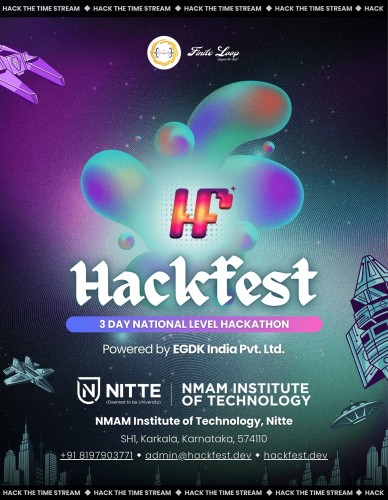 HACK THE TIME STREAM ◆ HACK THE TIME STREAM ◆ HACK THE TIME STREAM ◆ HACK THE TIME STREAM ◆ HACK
Finite Loop
HF
Hackfest
3 DAY NATIONAL LEVEL HACKATHON
Powered by EGDK India Pvt. Ltd.
NITTE
(Deemed to be University)
NMAM INSTITUTE
OF TECHNOLOGY
NMAM Institute of Technology, Nitte
SH1, Karkala, Karnataka, 574110
+91 8197903771 ◆ admin@hackfest.dev ◆ hackfest.dev
HACK THE TIME STREAM ◆ HACK THE TIME STREAM ◆ HACK THE TIME STREAM ◆ HACK THE TIME STREAM ◆ HACK